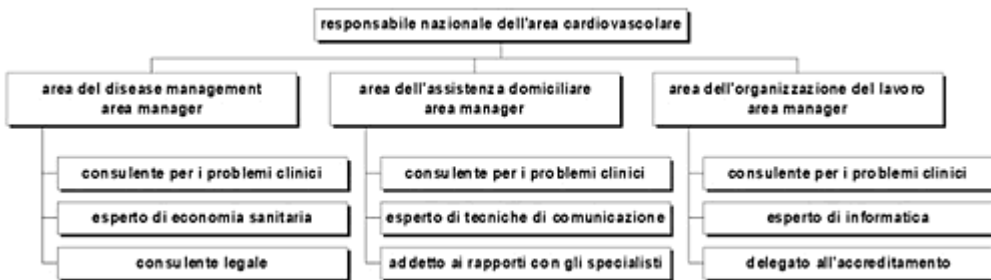 responsabile nazionale dell'area cardiovascolare
area del disease management
area manager
consulente per i problemi clinici
esperto di economia sanitaria
consulente legale
area dell'assistenza domiciliare
area manager
consulente per i problemi clinici
esperto di tecniche di comunicazione
addetto ai rapporti con gli specialisti
area dell'organizzazione del lavoro
area manager
consulente per i problemi clinici
esperto di informatica
delegato all'accreditamento